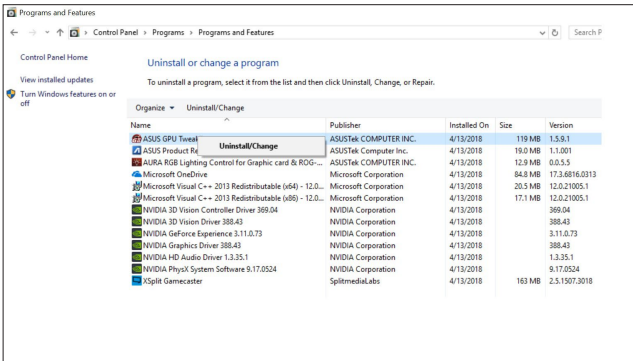 Programs and Features
Control Panel > Programs > Programs and Features
Search P
Control Panel Home
View installed updates
Turn Windows features on or off
Uninstall or change a program
To uninstall a program, select it from the list and then click Uninstall, Change, or Repair.
Organize Uninstall/Change
Name Publisher Installed On Size Version
ASUS GPU Tweak ASUSTek COMPUTER INC. 4/13/2018 119 MB 1.5.9.1
Uninstall/Change
ASUS Product Re ASUSTek Computer Inc. 4/13/2018 19.0 MB 1.1.001
AURA RGB Lighting Control for Graphic card & ROG-... ASUSTek COMPUTER INC. 4/13/2018 12.9 MB 0.0.5.5
Microsoft OneDrive Microsoft Corporation 4/13/2018 84.8 MB 17.3.6816.0313
Microsoft Visual C++ 2013 Redistributable (x64) - 12.0... Microsoft Corporation 4/13/2018 20.5 MB 12.0.21005.1
Microsoft Visual C++ 2013 Redistributable (x86) - 12.0... Microsoft Corporation 4/13/2018 17.1 MB 12.0.21005.1
NVIDIA 3D Vision Controller Driver 369.04 NVIDIA Corporation 4/13/2018 369.04
NVIDIA 3D Vision Driver 388.43 NVIDIA Corporation 4/13/2018 388.43
NVIDIA GeForce Experience 3.11.0.73 NVIDIA Corporation 4/13/2018 3.11.0.73
NVIDIA Graphics Driver 388.43 NVIDIA Corporation 4/13/2018 388.43
NVIDIA HD Audio Driver 1.3.35.1 NVIDIA Corporation 4/13/2018 1.3.35.1
NVIDIA PhysX System Software 9.17.0524 NVIDIA Corporation 4/13/2018 9.17.0524
XSplit Gamecaster SplitmediaLabs 4/13/2018 163 MB 2.5.1507.3018